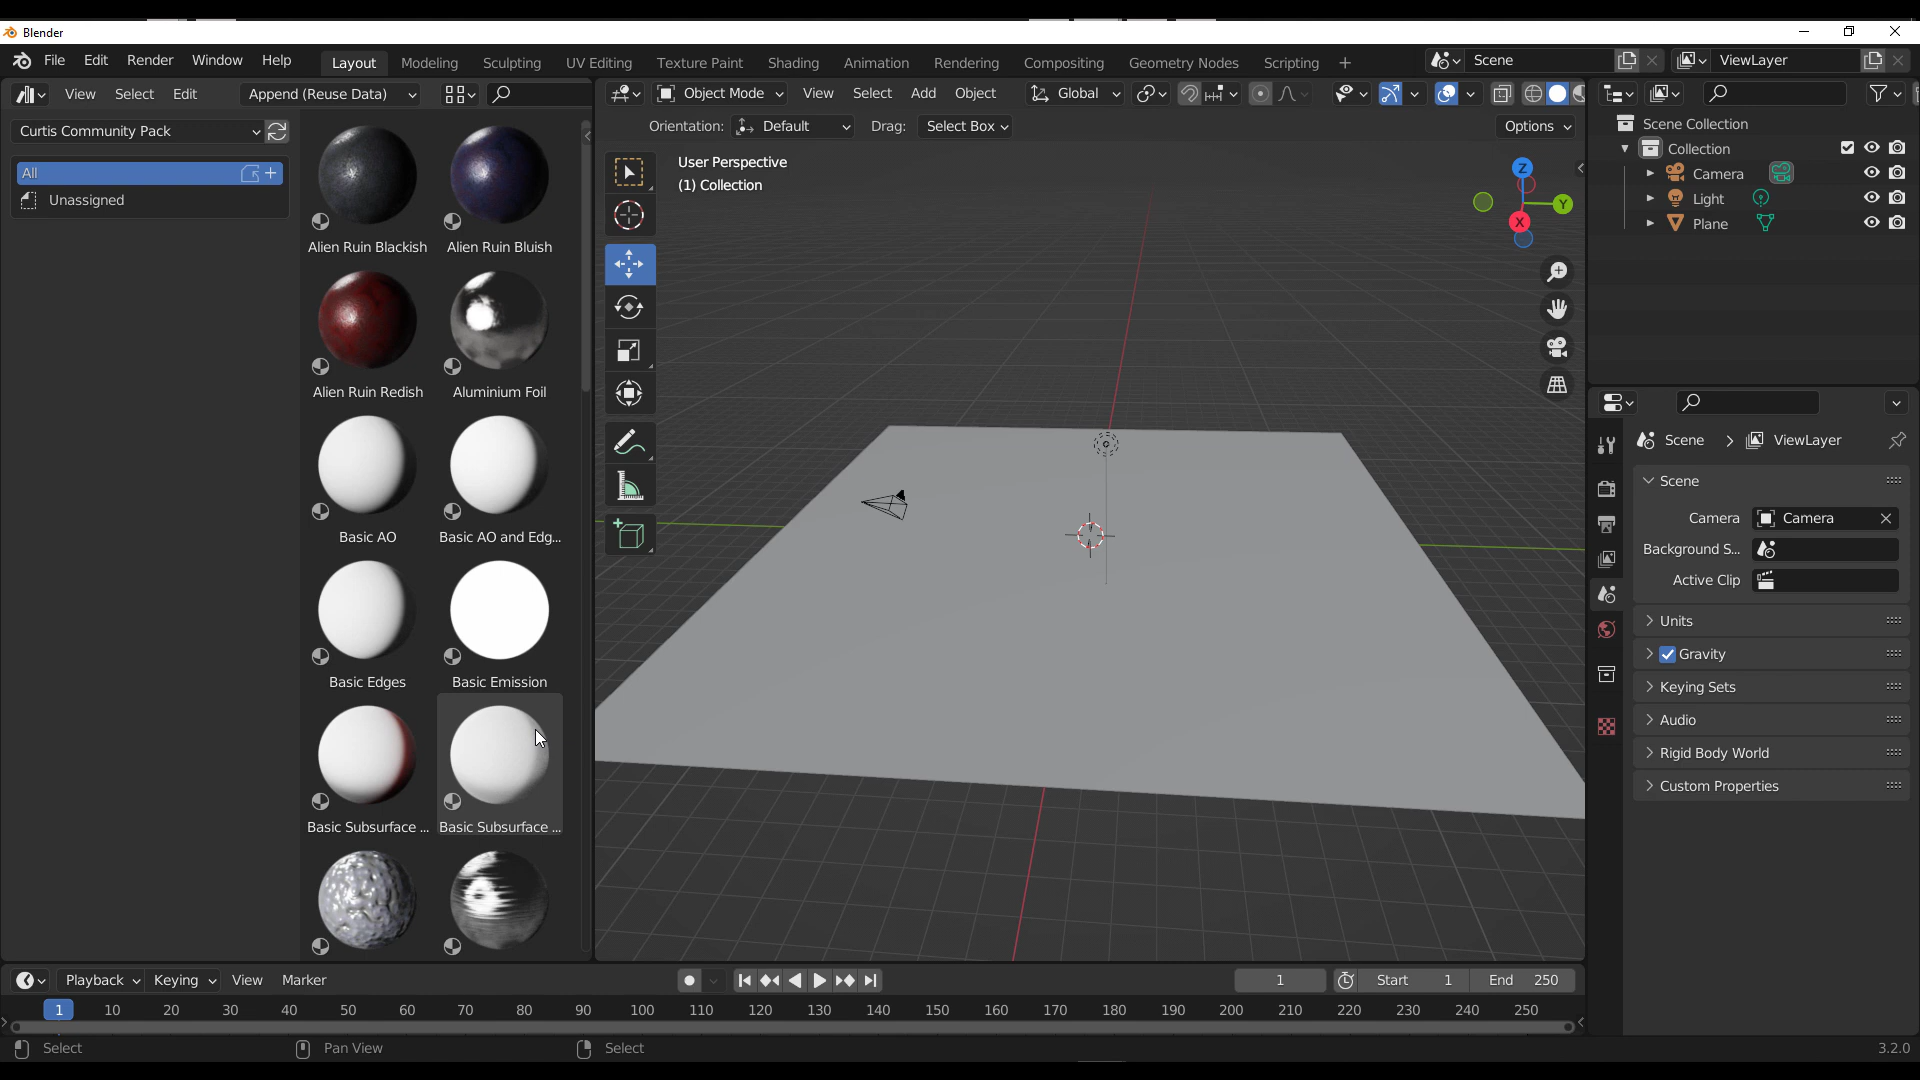 Blender
File Edit Render Window Help Layout Modeling Sculpting UV Editing Texture Paint Shading Animation Rendering Compositing Geometry Nodes Scripting + Scene ViewLayer
View Select Edit Append (Reuse Data) Object Mode View Select Add Object Global
Orientation: Default Drag: Select Box Options
Curtis Community Pack
All
Unassigned
Alien Ruin Blackish Alien Ruin Bluish
Alien Ruin Redish Aluminium Foil
Basic AO Basic AO and Edg...
Basic Edges Basic Emission
Basic Subsurface ... Basic Subsurface ...
User Perspective
(1) Collection
Z
Y
X
Scene Collection
Collection
Camera
Light
Plane
Scene > ViewLayer
Scene
Camera Camera
Background S...
Active Clip
Units
Gravity
Keying Sets
Audio
Rigid Body World
Custom Properties
Playback Keying View Marker 1 Start 1 End 250
1 10 20 30 40 50 60 70 80 90 100 110 120 130 140 150 160 170 180 190 200 210 220 230 240 250
Select Pan View Select 3.2.0